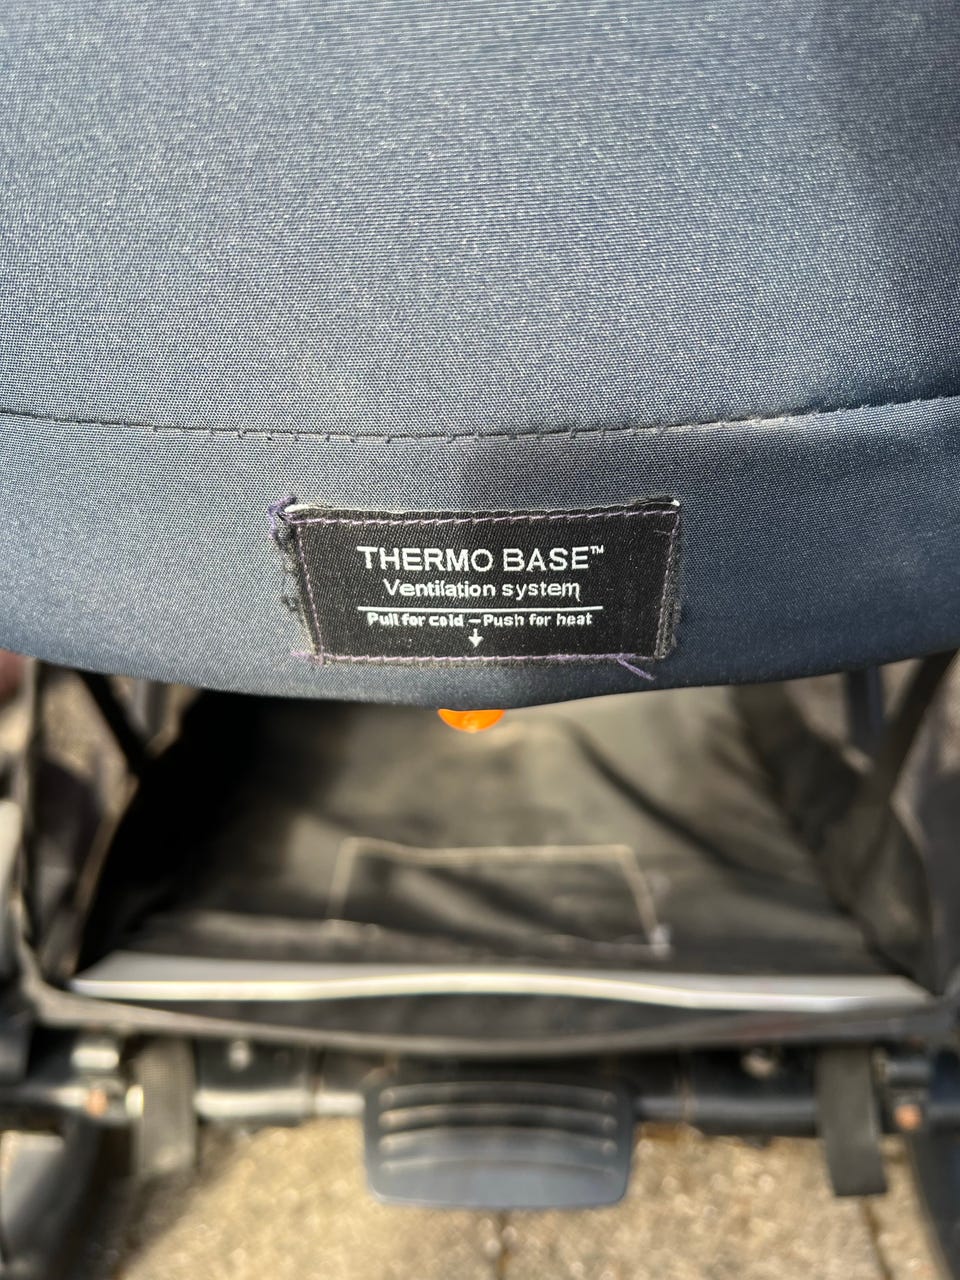 THERMO BASE™
Ventilation system
Pull for cold – Push for heat